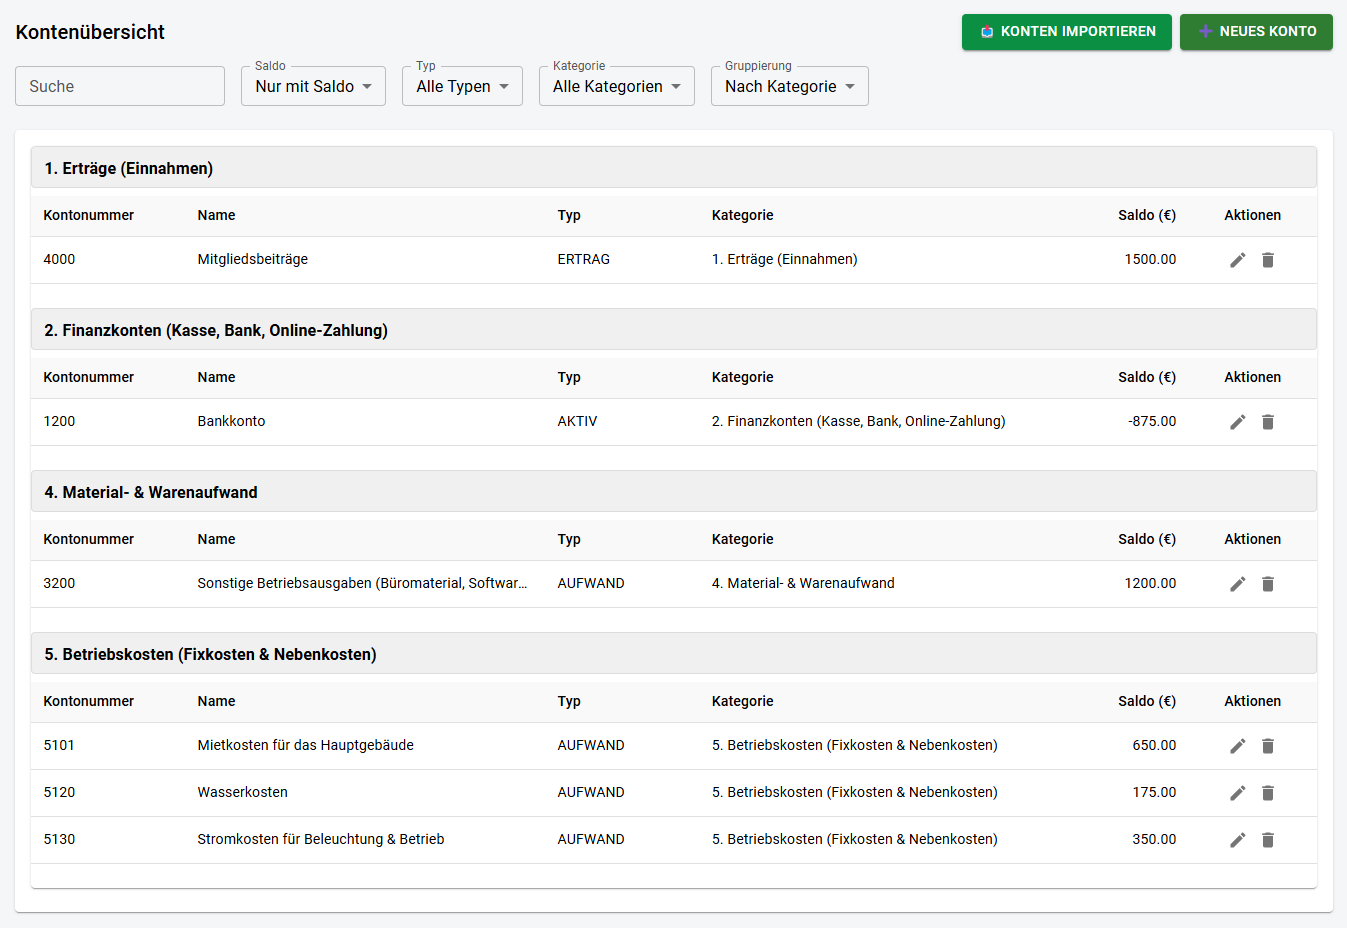 Kontenübersicht
KONTEN IMPORTIEREN
NEUES KONTO
Suche
Saldo
Nur mit Saldo
Typ
Alle Typen
Kategorie
Alle Kategorien
Gruppierung
Nach Kategorie
1. Erträge (Einnahmen)
Kontonummer Name Typ Kategorie Saldo (€) Aktionen
4000 Mitgliedsbeiträge ERTRAG 1. Erträge (Einnahmen) 1500.00
2. Finanzkonten (Kasse, Bank, Online-Zahlung)
Kontonummer Name Typ Kategorie Saldo (€) Aktionen
1200 Bankkonto AKTIV 2. Finanzkonten (Kasse, Bank, Online-Zahlung) -875.00
4. Material- & Warenaufwand
Kontonummer Name Typ Kategorie Saldo (€) Aktionen
3200 Sonstige Betriebsausgaben (Büromaterial, Softwar... AUFWAND 4. Material- & Warenaufwand 1200.00
5. Betriebskosten (Fixkosten & Nebenkosten)
Kontonummer Name Typ Kategorie Saldo (€) Aktionen
5101 Mietkosten für das Hauptgebäude AUFWAND 5. Betriebskosten (Fixkosten & Nebenkosten) 650.00
5120 Wasserkosten AUFWAND 5. Betriebskosten (Fixkosten & Nebenkosten) 175.00
5130 Stromkosten für Beleuchtung & Betrieb AUFWAND 5. Betriebskosten (Fixkosten & Nebenkosten) 350.00